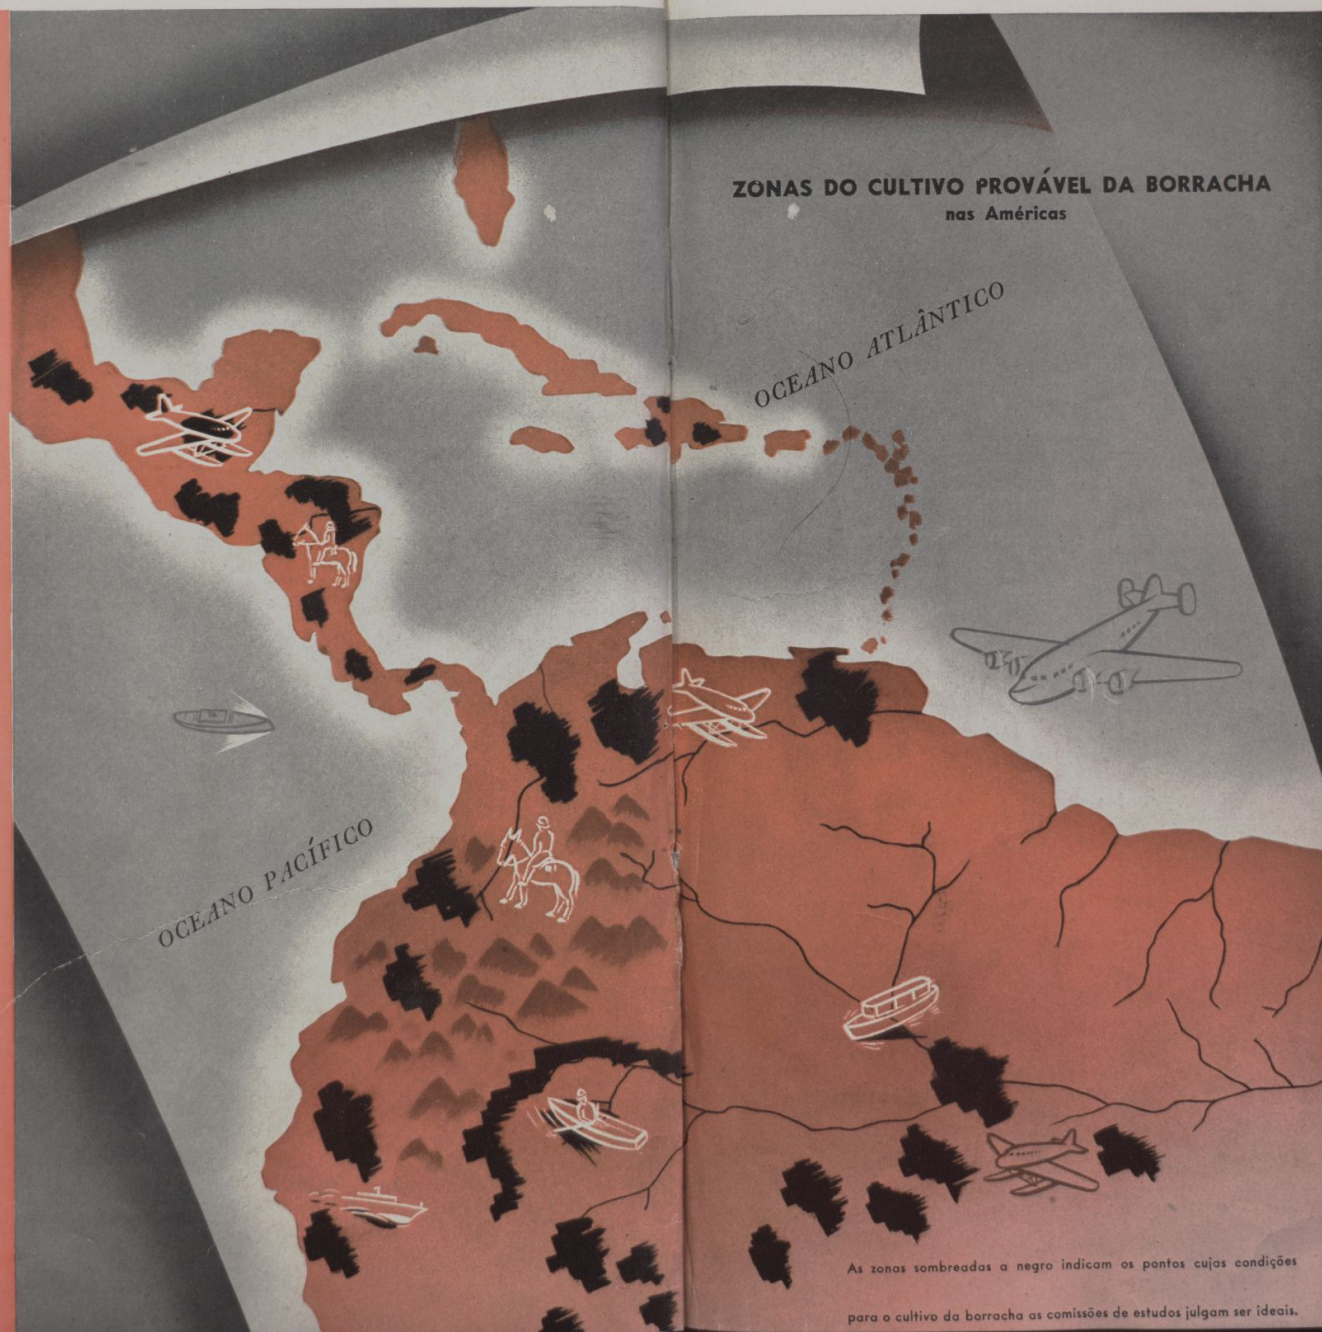 ZONAS DO CULTIVO PROVÁVEL DA BORRACHA
nas Américas
OCEANO ATLÂNTICO
OCEANO PACÍFICO
As zonas sombreadas a negro indicam os pontos cujas condições
para o cultivo da borracha as comissões de estudos julgam ser ideais.